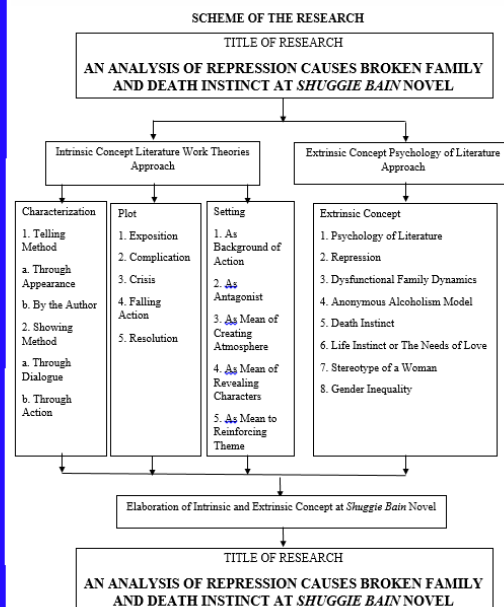 SCHEME OF THE RESEARCH
TITLE OF RESEARCH
AN ANALYSIS OF REPRESSION CAUSES BROKEN FAMILY
AND DEATH INSTINCT AT SHUGGIE BAIN NOVEL
Intrinsic Concept Literature Work Theories
Approach
Extrinsic Concept Psychology of Literature
Approach
Characterization
1. Telling
Method
a. Through
Appearance
b. By the Author
2. Showing
Method
a. Through
Dialogue
b. Through
Action
Plot
1. Exposition
2. Complication
3. Crisis
4. Falling
Action
5. Resolution
Setting
1. As
Background of
Action
2. As
Antagonist
3. As Mean of
Creating
Atmosphere
4. As Mean of
Revealing
Characters
5. As Mean to
Reinforcing
Theme
Extrinsic Concept
1. Psychology of Literature
2. Repression
3. Dysfunctional Family Dynamics
4. Anonymous Alcoholism Model
5. Death Instinct
6. Life Instinct or The Needs of Love
7. Stereotype of a Woman
8. Gender Inequality
Elaboration of Intrinsic and Extrinsic Concept at Shuggie Bain Novel
TITLE OF RESEARCH
AN ANALYSIS OF REPRESSION CAUSES BROKEN FAMILY
AND DEATH INSTINCT AT SHUGGIE BAIN NOVEL